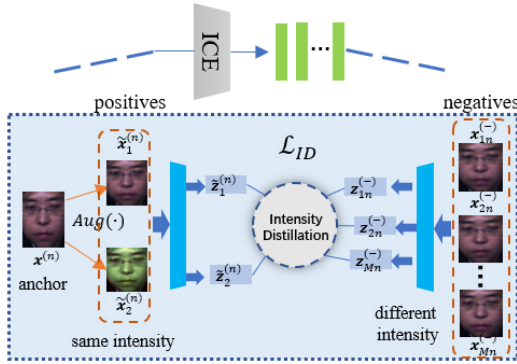 ICE
...
positives
negatives
x̃₁⁽ⁿ⁾
x₁ₙ⁽⁻⁾
ℒ_ID
z̃₁⁽ⁿ⁾
z₁ₙ⁽⁻⁾
x₂ₙ⁽⁻⁾
Aug(·)
Intensity
Distillation
z₂ₙ⁽⁻⁾
x⁽ⁿ⁾
anchor
z̃₂⁽ⁿ⁾
z_Mn⁽⁻⁾
x̃₂⁽ⁿ⁾
same intensity
different
intensity
x_Mn⁽⁻⁾